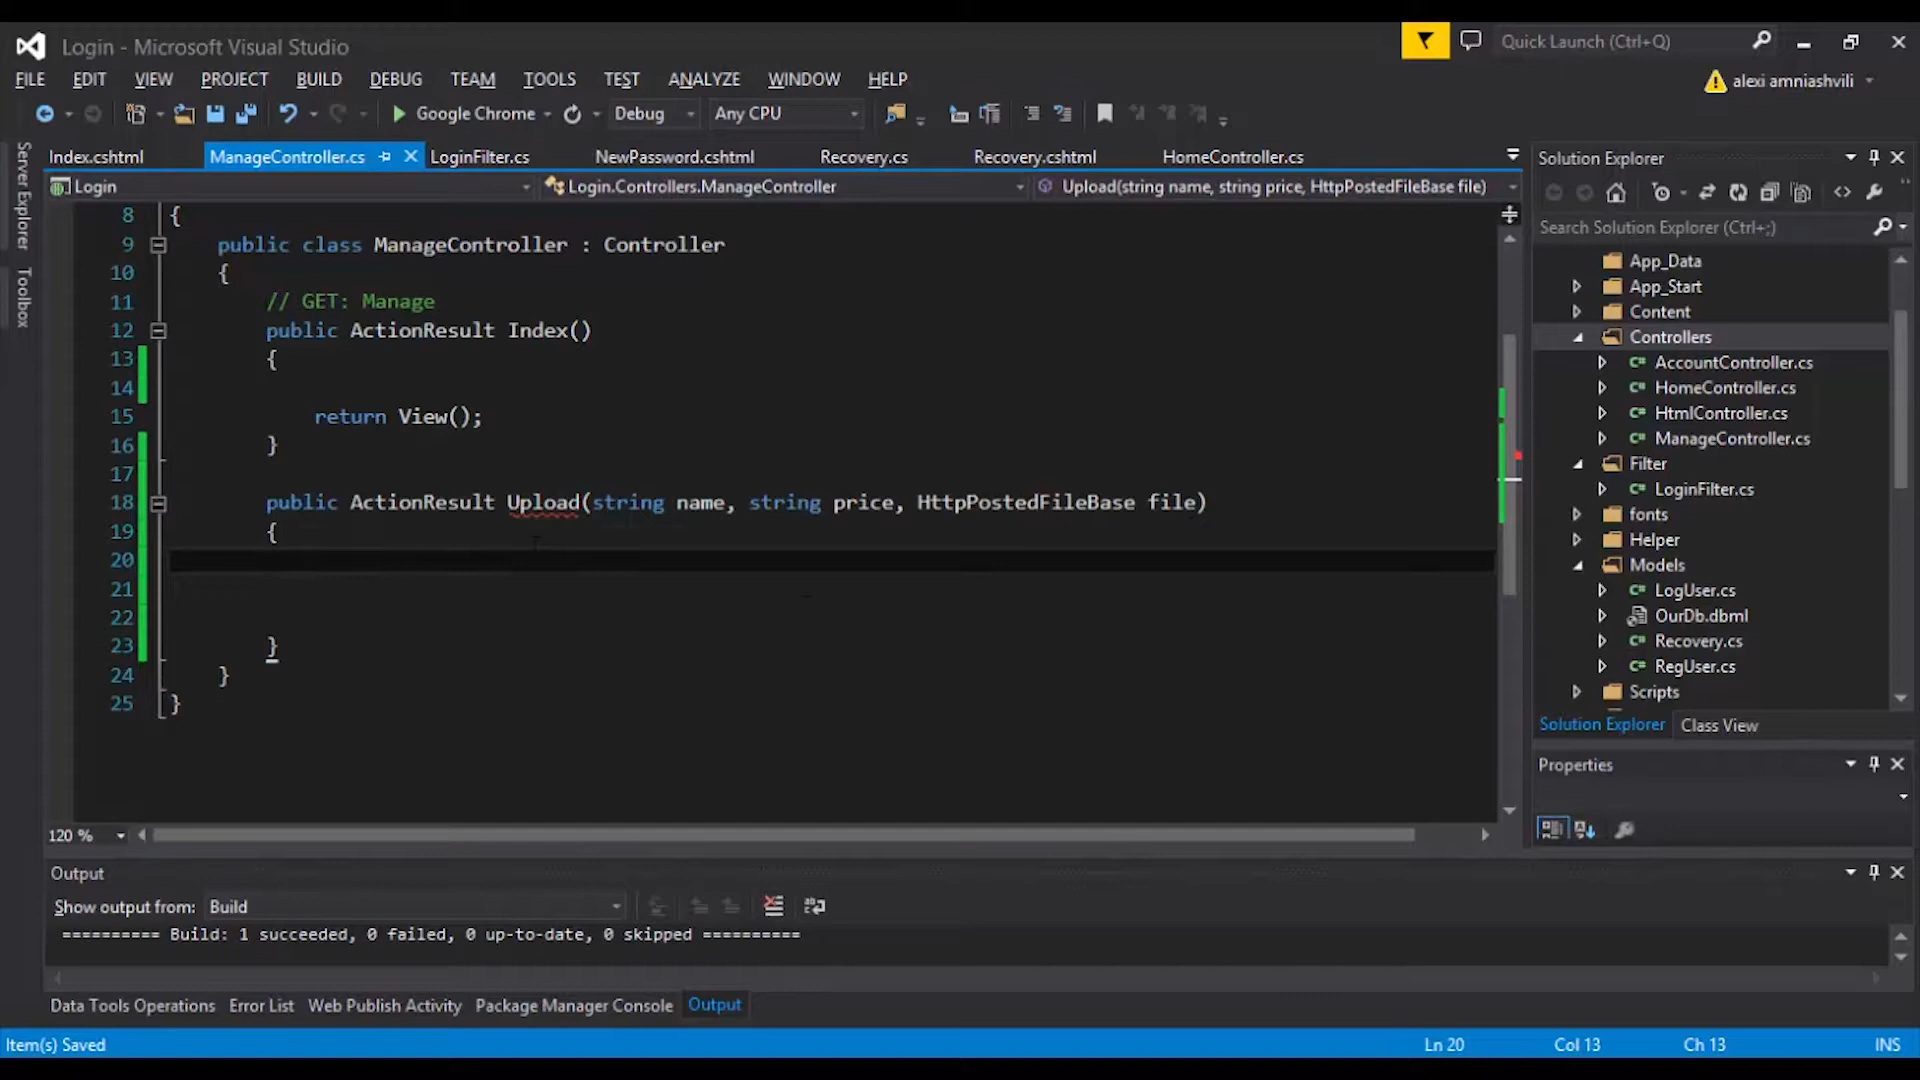 Login - Microsoft Visual Studio
Quick Launch (Ctrl+Q)
FILE EDIT VIEW PROJECT BUILD DEBUG TEAM TOOLS TEST ANALYZE WINDOW HELP
alexi amniashvili
Google Chrome Debug Any CPU
Server Explorer
Toolbox
Index.cshtml ManageController.cs LoginFilter.cs NewPassword.cshtml Recovery.cs Recovery.cshtml HomeController.cs
Login Login.Controllers.ManageController Upload(string name, string price, HttpPostedFileBase file)
8 {
9 public class ManageController : Controller
10 {
11 // GET: Manage
12 public ActionResult Index()
13 {
14
15 return View();
16 }
17
18 public ActionResult Upload(string name, string price, HttpPostedFileBase file)
19 {
20
21
22
23 }
24 }
25 }
120 %
Solution Explorer
Search Solution Explorer (Ctrl+;)
App_Data
App_Start
Content
Controllers
AccountController.cs
HomeController.cs
HtmlController.cs
ManageController.cs
Filter
LoginFilter.cs
fonts
Helper
Models
LogUser.cs
OurDb.dbml
Recovery.cs
RegUser.cs
Scripts
Solution Explorer Class View
Properties
Output
Show output from: Build
========== Build: 1 succeeded, 0 failed, 0 up-to-date, 0 skipped ==========
Data Tools Operations Error List Web Publish Activity Package Manager Console Output
Item(s) Saved Ln 20 Col 13 Ch 13 INS